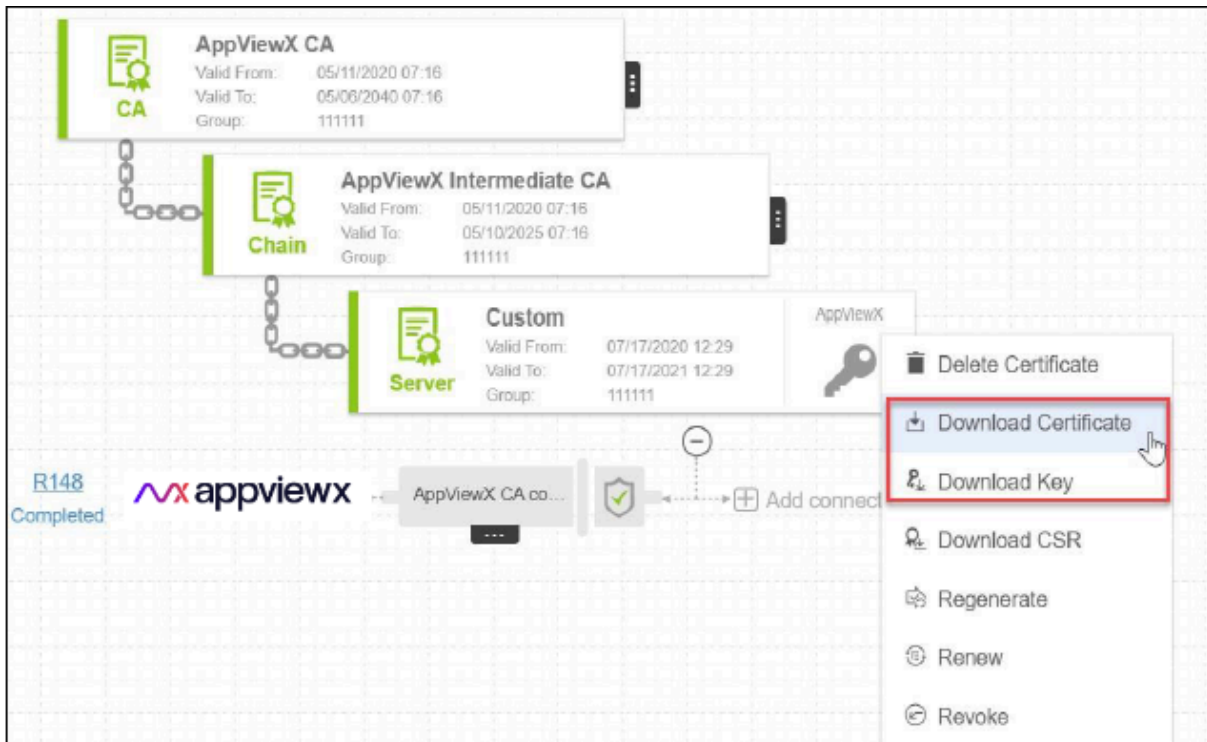 AppViewX CA
Valid From: 05/11/2020 07:16
Valid To: 05/06/2040 07:16
Group: 111111
CA
AppViewX Intermediate CA
Valid From: 05/11/2020 07:16
Valid To: 05/10/2025 07:16
Group: 111111
Chain
Custom
Valid From: 07/17/2020 12:29
Valid To: 07/17/2021 12:29
Group: 111111
Server
AppViewX
Delete Certificate
Download Certificate
Download Key
Download CSR
Regenerate
Renew
Revoke
R148
Completed
appviewx
AppViewX CA co...
Add connect